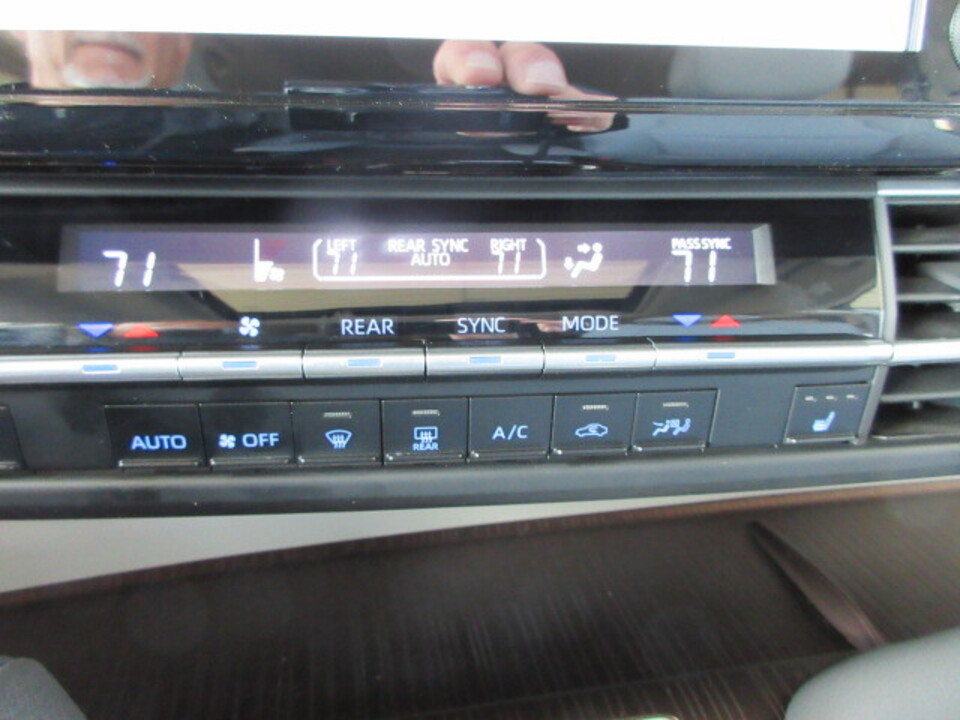 LEFT REAR SYNC RIGHT PASS SYNC
71 71 AUTO 71 71
REAR SYNC MODE
AUTO OFF REAR A/C